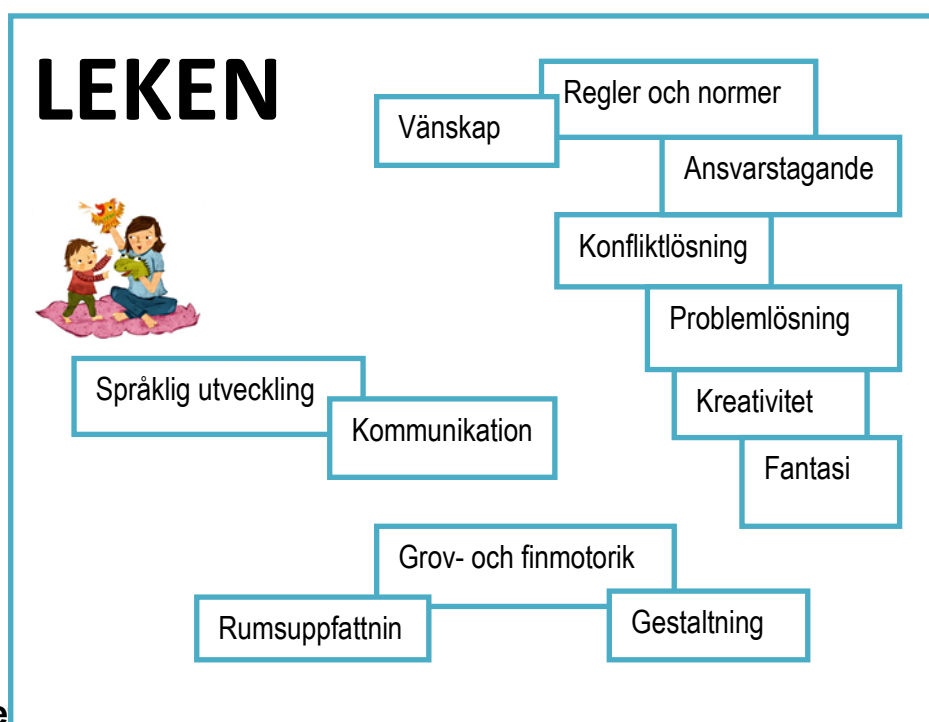 LEKEN
Regler och normer
Vänskap
Ansvarstagande
Konfliktlösning
Problemlösning
Språklig utveckling
Kreativitet
Kommunikation
Fantasi
Grov- och finmotorik
Rumsuppfattnin
Gestaltning
e